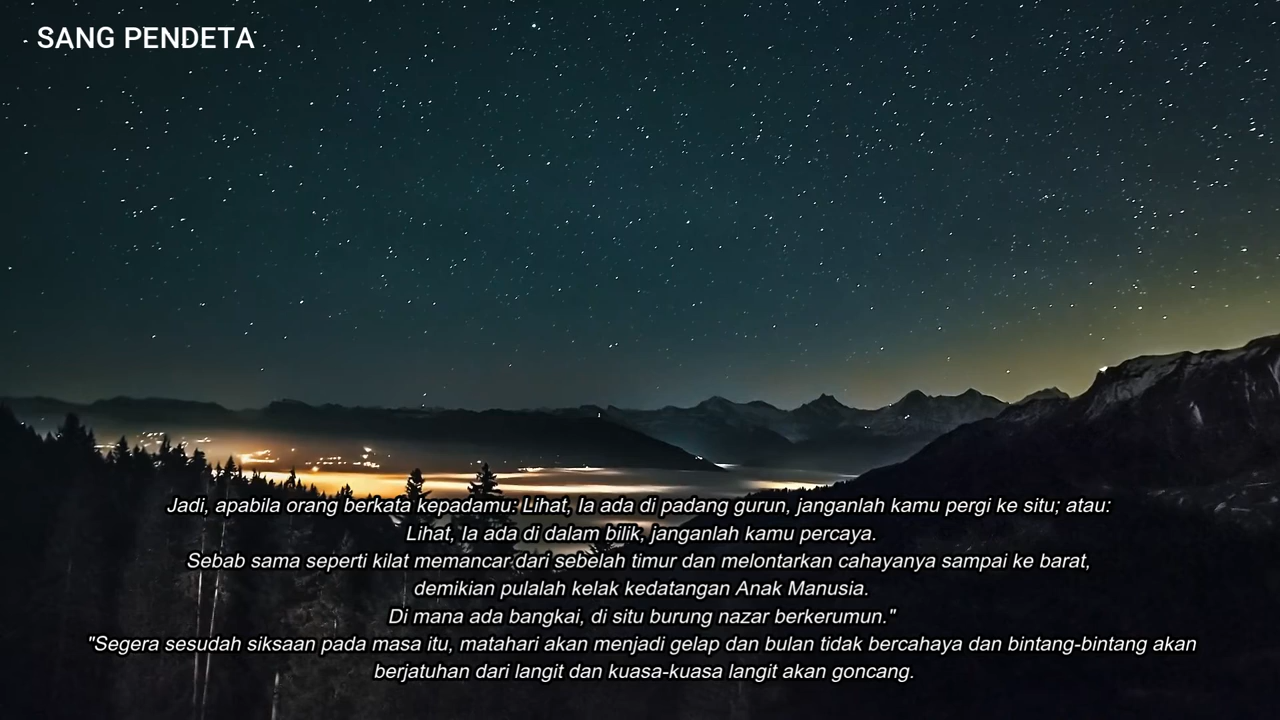 SANG PENDETA
Jadi, apabila orang berkata kepadamu: Lihat, Ia ada di padang gurun, janganlah kamu pergi ke situ; atau:
Lihat, Ia ada di dalam bilik, janganlah kamu percaya.
Sebab sama seperti kilat memancar dari sebelah timur dan melontarkan cahayanya sampai ke barat,
demikian pulalah kelak kedatangan Anak Manusia.
Di mana ada bangkai, di situ burung nazar berkerumun."
"Segera sesudah siksaan pada masa itu, matahari akan menjadi gelap dan bulan tidak bercahaya dan bintang-bintang akan
berjatuhan dari langit dan kuasa-kuasa langit akan goncang.